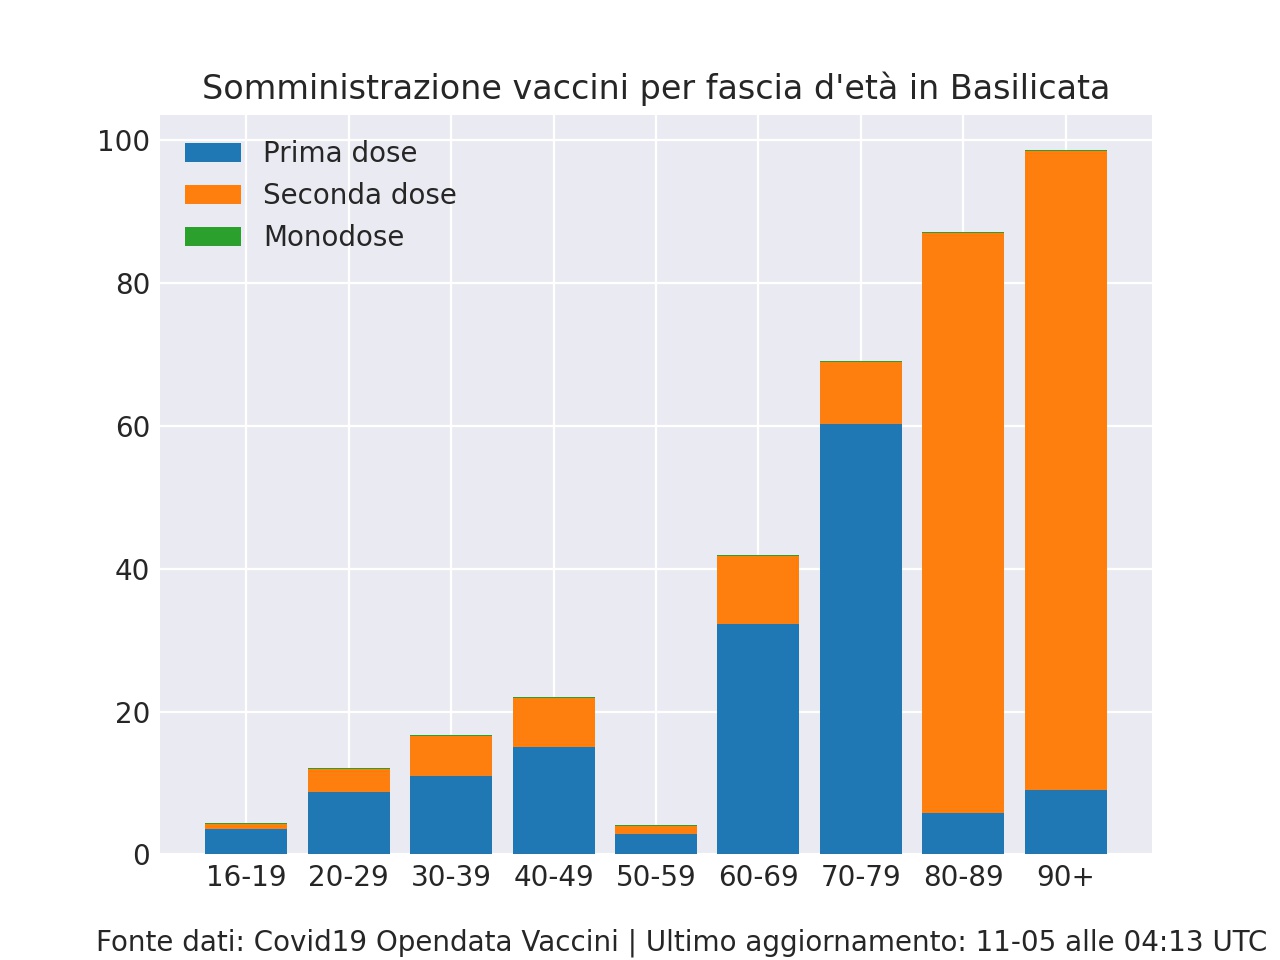 Somministrazione vaccini per fascia d'età in Basilicata
100
80
60
40
20
0
Prima dose
Seconda dose
Monodose
16-19 20-29 30-39 40-49 50-59 60-69 70-79 80-89 90+
Fonte dati: Covid19 Opendata Vaccini | Ultimo aggiornamento: 11-05 alle 04:13 UTC